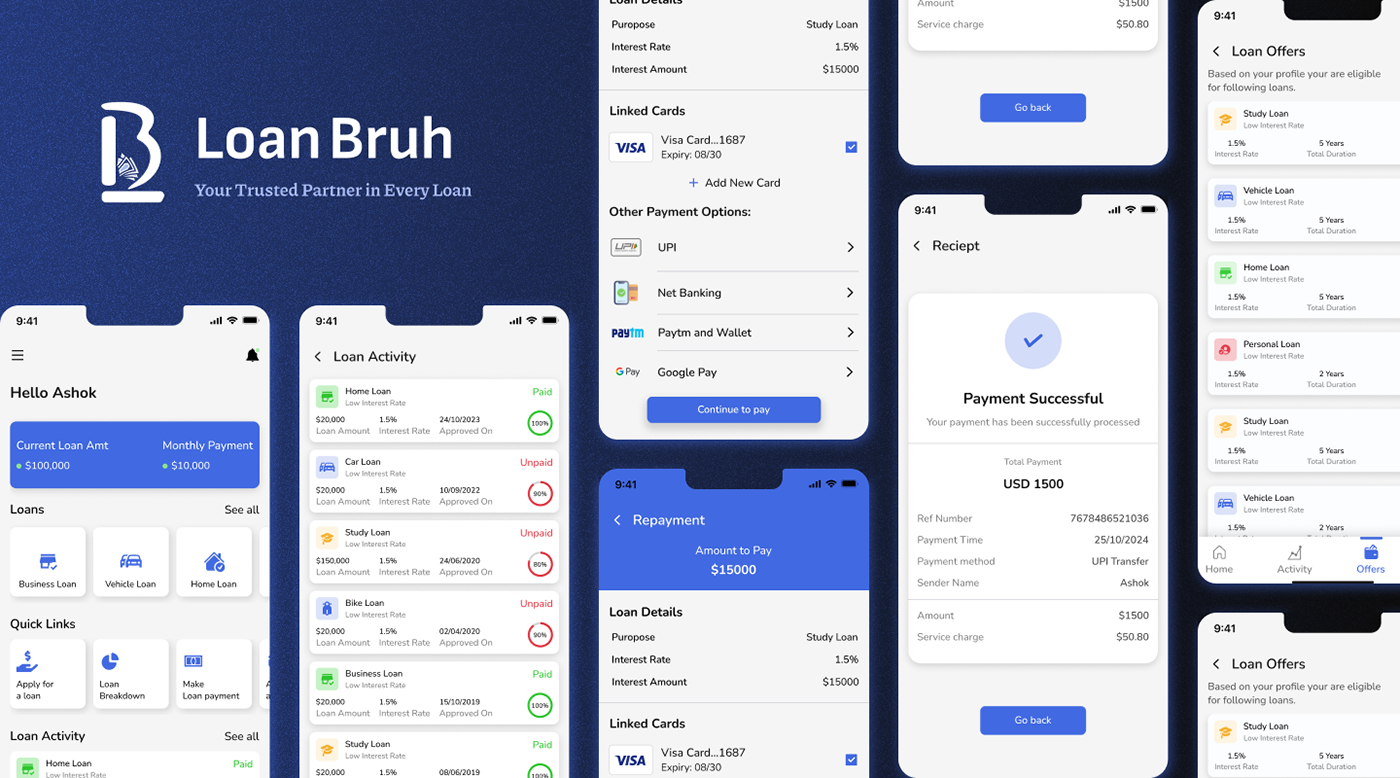 Loan Bruh
Your Trusted Partner in Every Loan
9:41
Hello Ashok
Current Loan Amt
Monthly Payment
$100,000
$10,000
Loans
See all
Business Loan
Vehicle Loan
Home Loan
Quick Links
Apply for
a loan
Loan
Breakdown
Make
Loan payment
Loan Activity
See all
Home Loan
Paid
Low Interest Rate
9:41
Loan Activity
Home Loan
Paid
Low Interest Rate
$20,000
1.5%
24/10/2023
100%
Loan Amount
Interest Rate
Approved On
Car Loan
Unpaid
Low Interest Rate
$20,000
1.5%
10/09/2022
90%
Loan Amount
Interest Rate
Approved On
Study Loan
Unpaid
Low Interest Rate
$150,000
1.5%
24/06/2020
80%
Loan Amount
Interest Rate
Approved On
Bike Loan
Unpaid
Low Interest Rate
$20,000
1.5%
02/04/2020
90%
Loan Amount
Interest Rate
Approved On
Business Loan
Paid
Low Interest Rate
$20,000
1.5%
15/10/2019
100%
Loan Amount
Interest Rate
Approved On
Study Loan
Paid
Low Interest Rate
$20,000
1.5%
08/06/2019
100%
Loan Details
Puropose
Study Loan
Interest Rate
1.5%
Interest Amount
$15000
Linked Cards
VISA
Visa Card...1687
Expiry: 08/30
+ Add New Card
Other Payment Options:
UPI
UPI
Net Banking
Paytm
Paytm and Wallet
G Pay
Google Pay
Continue to pay
9:41
Repayment
Amount to Pay
$15000
Loan Details
Puropose
Study Loan
Interest Rate
1.5%
Interest Amount
$15000
Linked Cards
VISA
Visa Card...1687
Expiry: 08/30
Amount
$1500
Service charge
$50.80
Go back
9:41
Reciept
Payment Successful
Your payment has been successfully processed
Total Payment
USD 1500
Ref Number
7678486521036
Payment Time
25/10/2024
Payment method
UPI Transfer
Sender Name
Ashok
Amount
$1500
Service charge
$50.80
Go back
9:41
Loan Offers
Based on your profile your are eligible
for following loans.
Study Loan
Low Interest Rate
1.5%
5 Years
Interest Rate
Total Duration
Vehicle Loan
Low Interest Rate
1.5%
5 Years
Interest Rate
Total Duration
Home Loan
Low Interest Rate
1.5%
5 Years
Interest Rate
Total Duration
Personal Loan
Low Interest Rate
1.5%
2 Years
Interest Rate
Total Duration
Study Loan
Low Interest Rate
1.5%
5 Years
Interest Rate
Total Duration
Vehicle Loan
Low Interest Rate
1.5%
2 Years
Home
Activity
Offers
9:41
Loan Offers
Based on your profile your are eligible
for following loans.
Study Loan
Low Interest Rate
1.5%
5 Years
Interest Rate
Total Duration